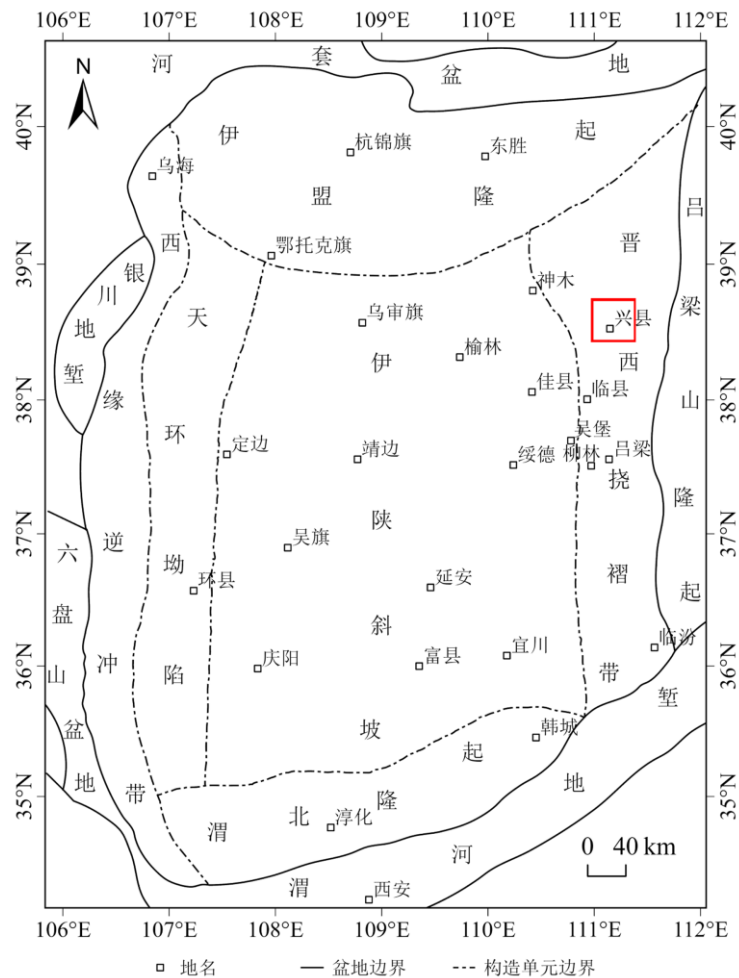 106°E 107°E 108°E 109°E 110°E 111°E 112°E
N
河套盆地
40°N 40°N
伊盟隆起
杭锦旗
东胜
乌海
吕梁山隆起
39°N 39°N
西缘逆冲带
鄂托克旗
晋西挠褶带
银川地堑
神木
天环坳陷
乌审旗
兴县
伊陕斜坡
榆林
佳县
临县
38°N 38°N
吴堡
定边
靖边
绥德
柳林
吕梁
37°N 37°N
六盘山盆地
吴旗
环县
延安
临汾
36°N 36°N
庆阳
富县
宜川
韩城
35°N 35°N
渭北隆起
淳化
渭河地堑
西安
0 40 km
106°E 107°E 108°E 109°E 110°E 111°E 112°E
地名 盆地边界 构造单元边界